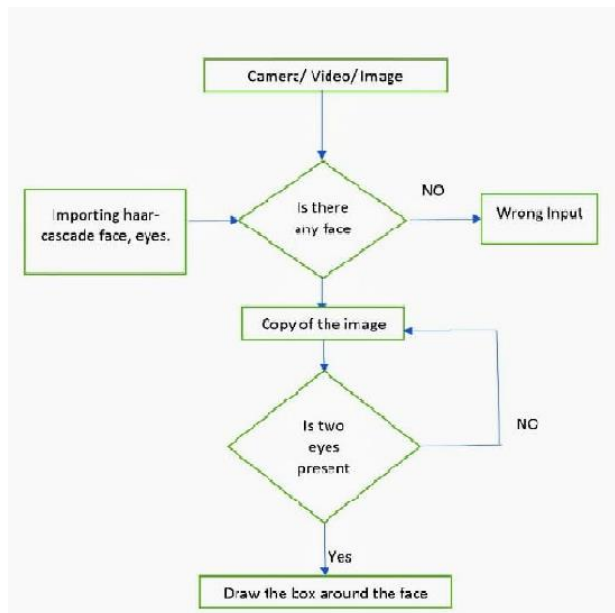 Camera/ Video/ Image
Is there
any face
NO
Wrong Input
Importing haar-
cascade face, eyes.
Copy of the image
Is two
eyes
present
NO
Yes
Draw the box around the face